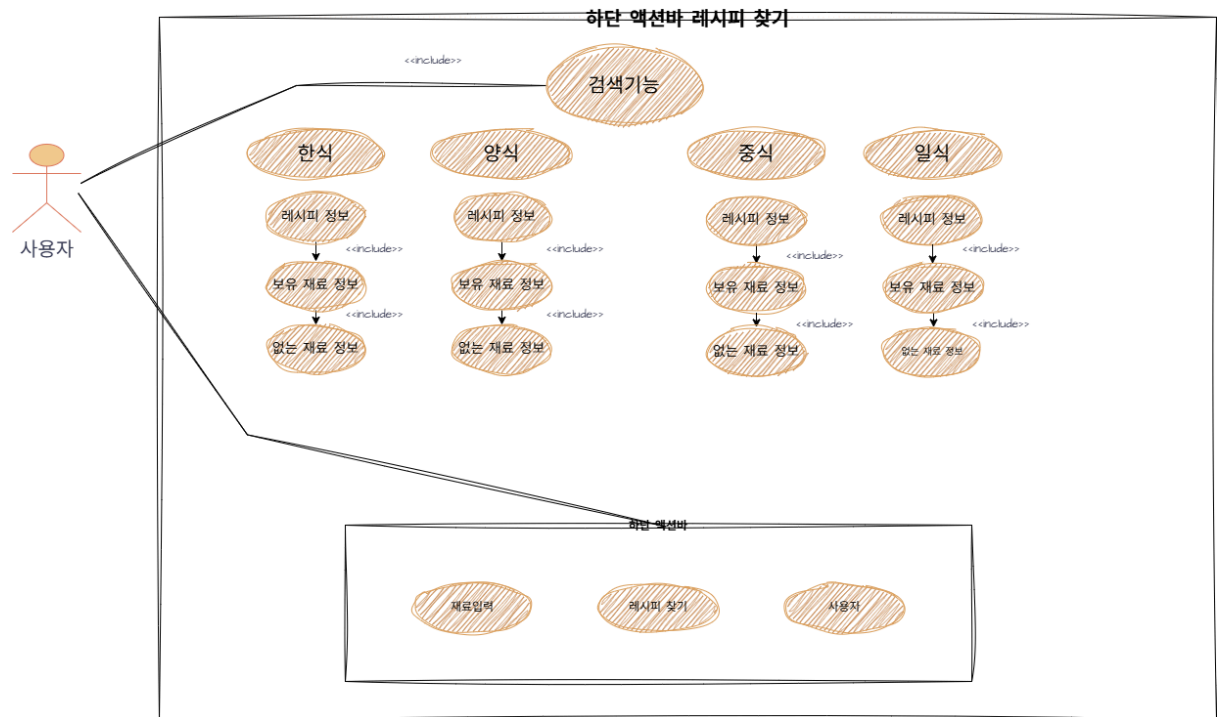 하단 액션바 레시피 찾기
<<include>>
검색기능
한식
양식
중식
일식
사용자
레시피 정보
레시피 정보
레시피 정보
레시피 정보
<<include>>
<<include>>
<<include>>
<<include>>
보유 재료 정보
보유 재료 정보
보유 재료 정보
보유 재료 정보
<<include>>
<<include>>
<<include>>
<<include>>
없는 재료 정보
없는 재료 정보
없는 재료 정보
없는 재료 정보
하단 액션바
재료입력
레시피 찾기
사용자